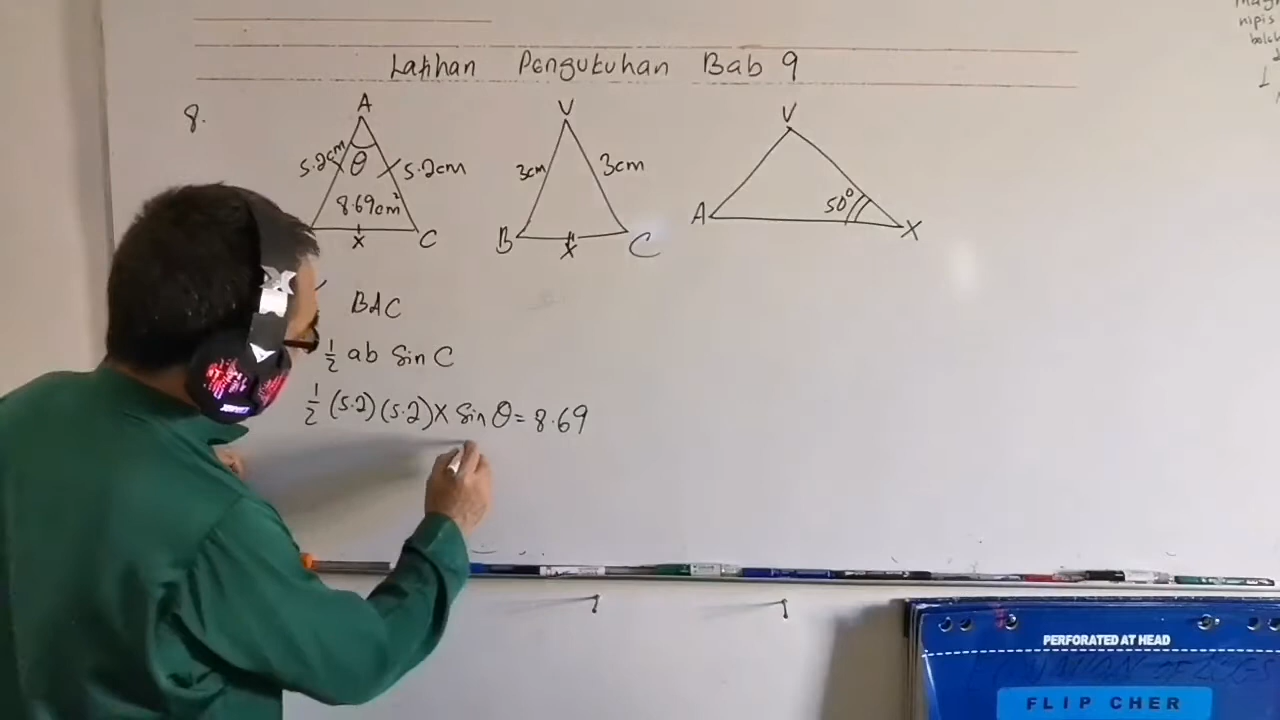 Latihan Pengukuhan Bab 9
8.
A
5.2cm
θ
5.2cm
8.69cm²
x
C
V
3cm
3cm
B
x
C
V
A
50°
X
BAC
½ ab Sin C
½ (5.2)(5.2)× Sin θ = 8.69
nipis
PERFORATED AT HEAD
FLIP CHER